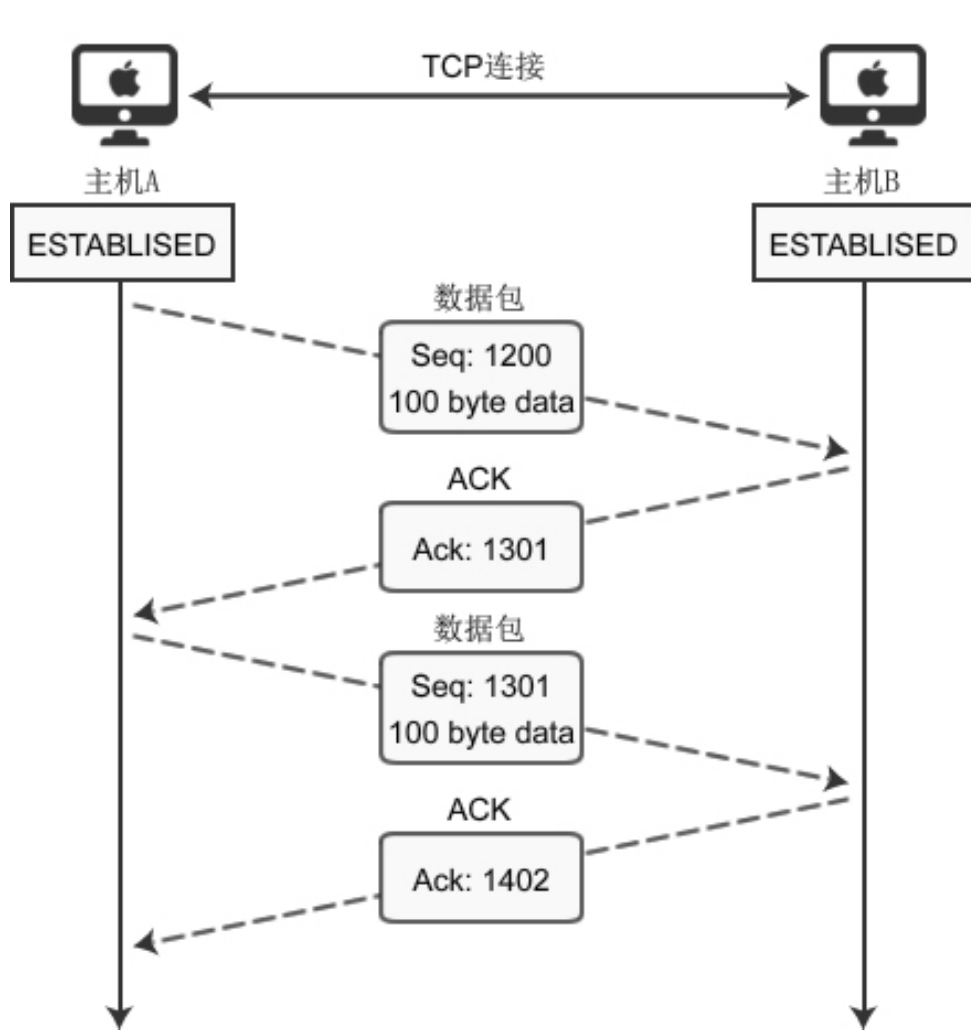 TCP连接
主机A
主机B
ESTABLISED
ESTABLISED
数据包
Seq: 1200
100 byte data
ACK
Ack: 1301
数据包
Seq: 1301
100 byte data
ACK
Ack: 1402